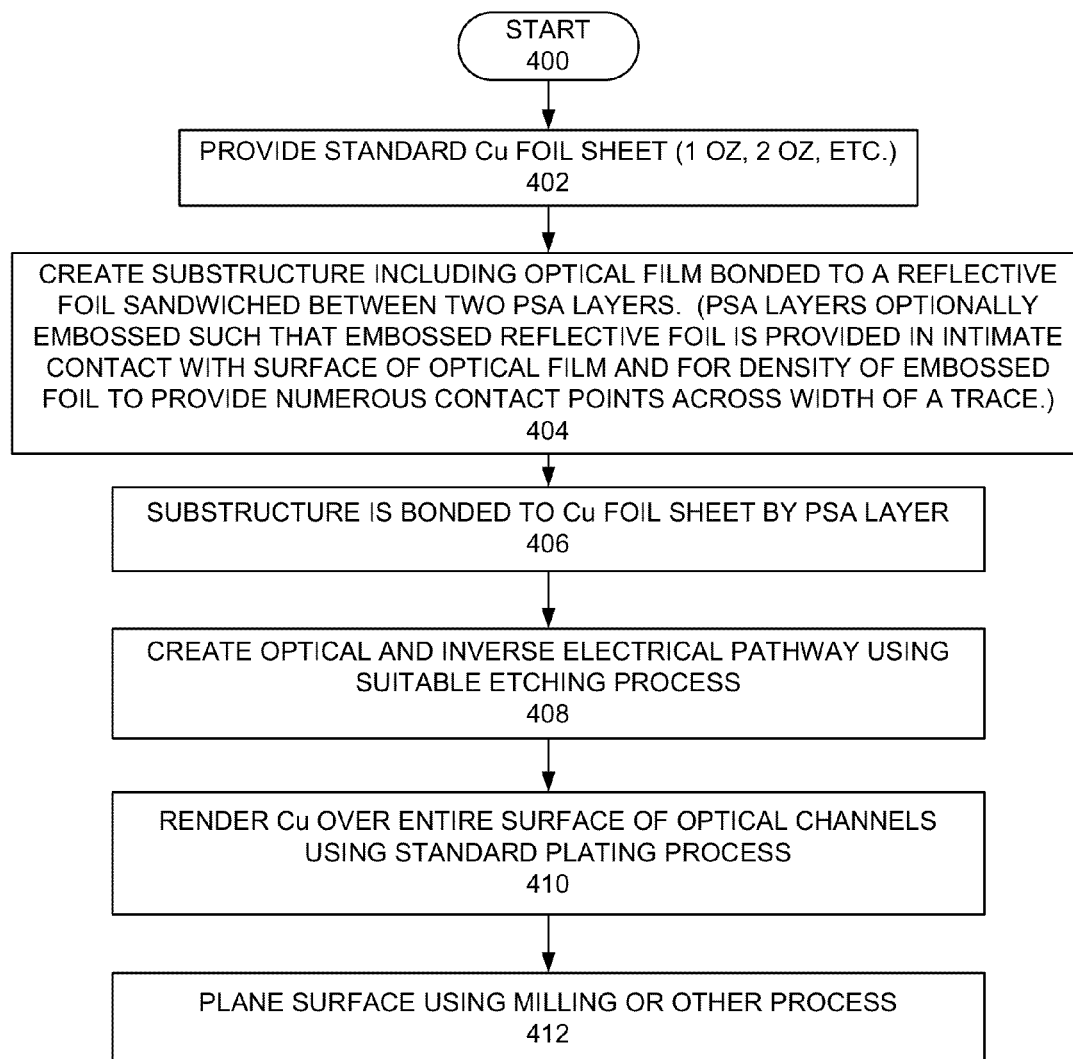 START
400
PROVIDE STANDARD Cu FOIL SHEET (1 OZ, 2 OZ, ETC.)
402
CREATE SUBSTRUCTURE INCLUDING OPTICAL FILM BONDED TO A REFLECTIVE
FOIL SANDWICHED BETWEEN TWO PSA LAYERS. (PSA LAYERS OPTIONALLY
EMBOSSED SUCH THAT EMBOSSED REFLECTIVE FOIL IS PROVIDED IN INTIMATE
CONTACT WITH SURFACE OF OPTICAL FILM AND FOR DENSITY OF EMBOSSED
FOIL TO PROVIDE NUMEROUS CONTACT POINTS ACROSS WIDTH OF A TRACE.)
404
SUBSTRUCTURE IS BONDED TO Cu FOIL SHEET BY PSA LAYER
406
CREATE OPTICAL AND INVERSE ELECTRICAL PATHWAY USING
SUITABLE ETCHING PROCESS
408
RENDER Cu OVER ENTIRE SURFACE OF OPTICAL CHANNELS
USING STANDARD PLATING PROCESS
410
PLANE SURFACE USING MILLING OR OTHER PROCESS
412